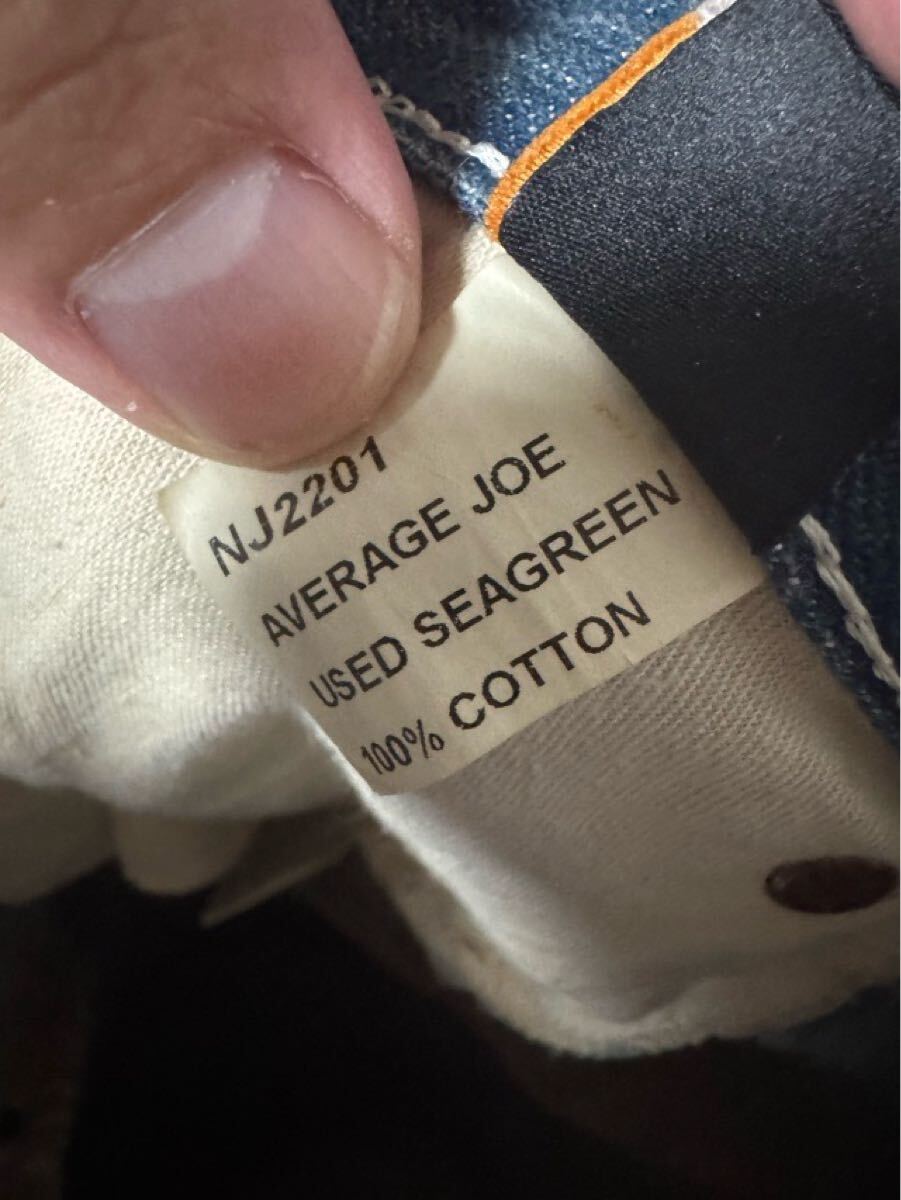 NJ2201
AVERAGE JOE
USED SEAGREEN
100% COTTON